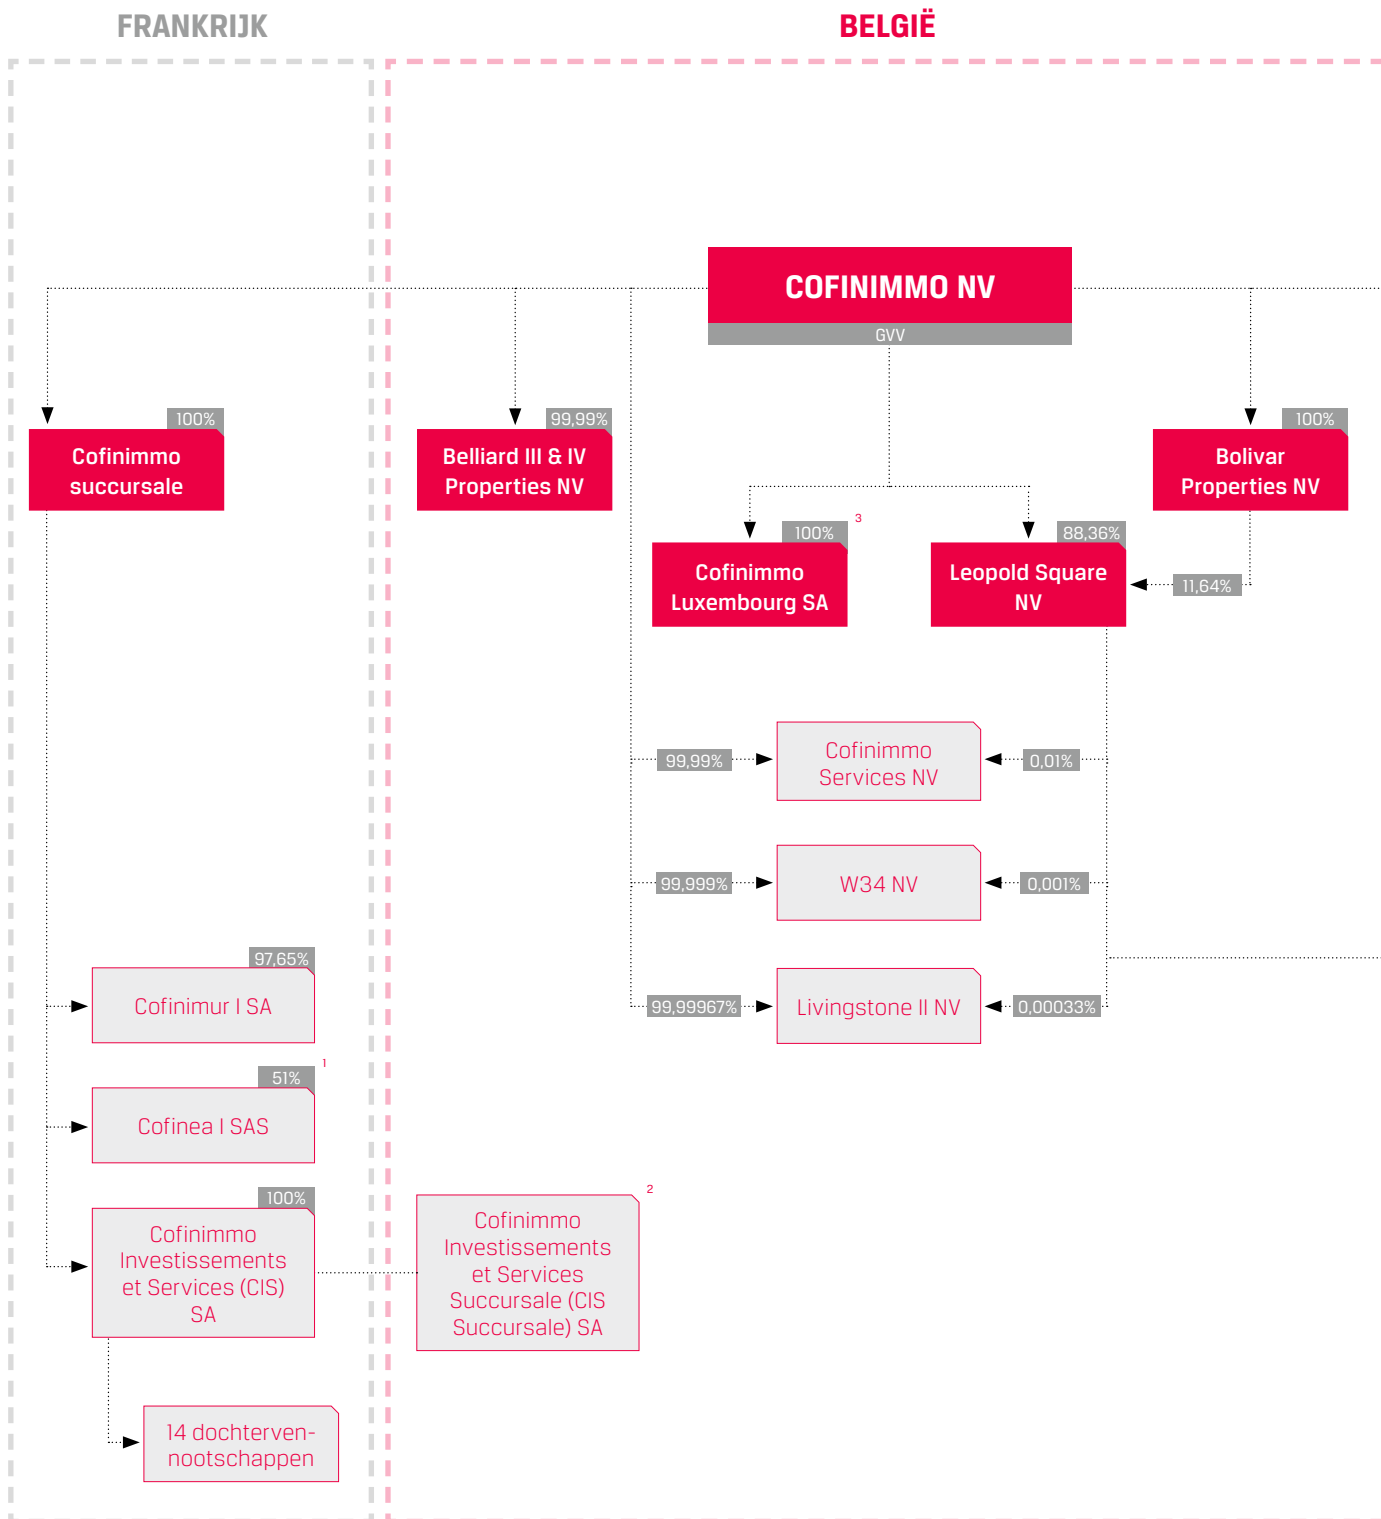 FRANKRIJK
BELGIË
COFINIMMO NV
GVV
100%
Cofinimmo
succursale
99,99%
Belliard III & IV
Properties NV
100%
Bolivar
Properties NV
3
100%
Cofinimmo
Luxembourg SA
88,36%
Leopold Square
NV
11,64%
99,99%
Cofinimmo
Services NV
0,01%
99,999%
W34 NV
0,001%
97,65%
Cofinimur I SA
99,99967%
Livingstone II NV
0,00033%
1
51%
Cofinea I SAS
100%
Cofinimmo
Investissements
et Services (CIS)
SA
2
Cofinimmo
Investissements
et Services
Succursale (CIS
Succursale) SA
14 dochterven-
nootschappen